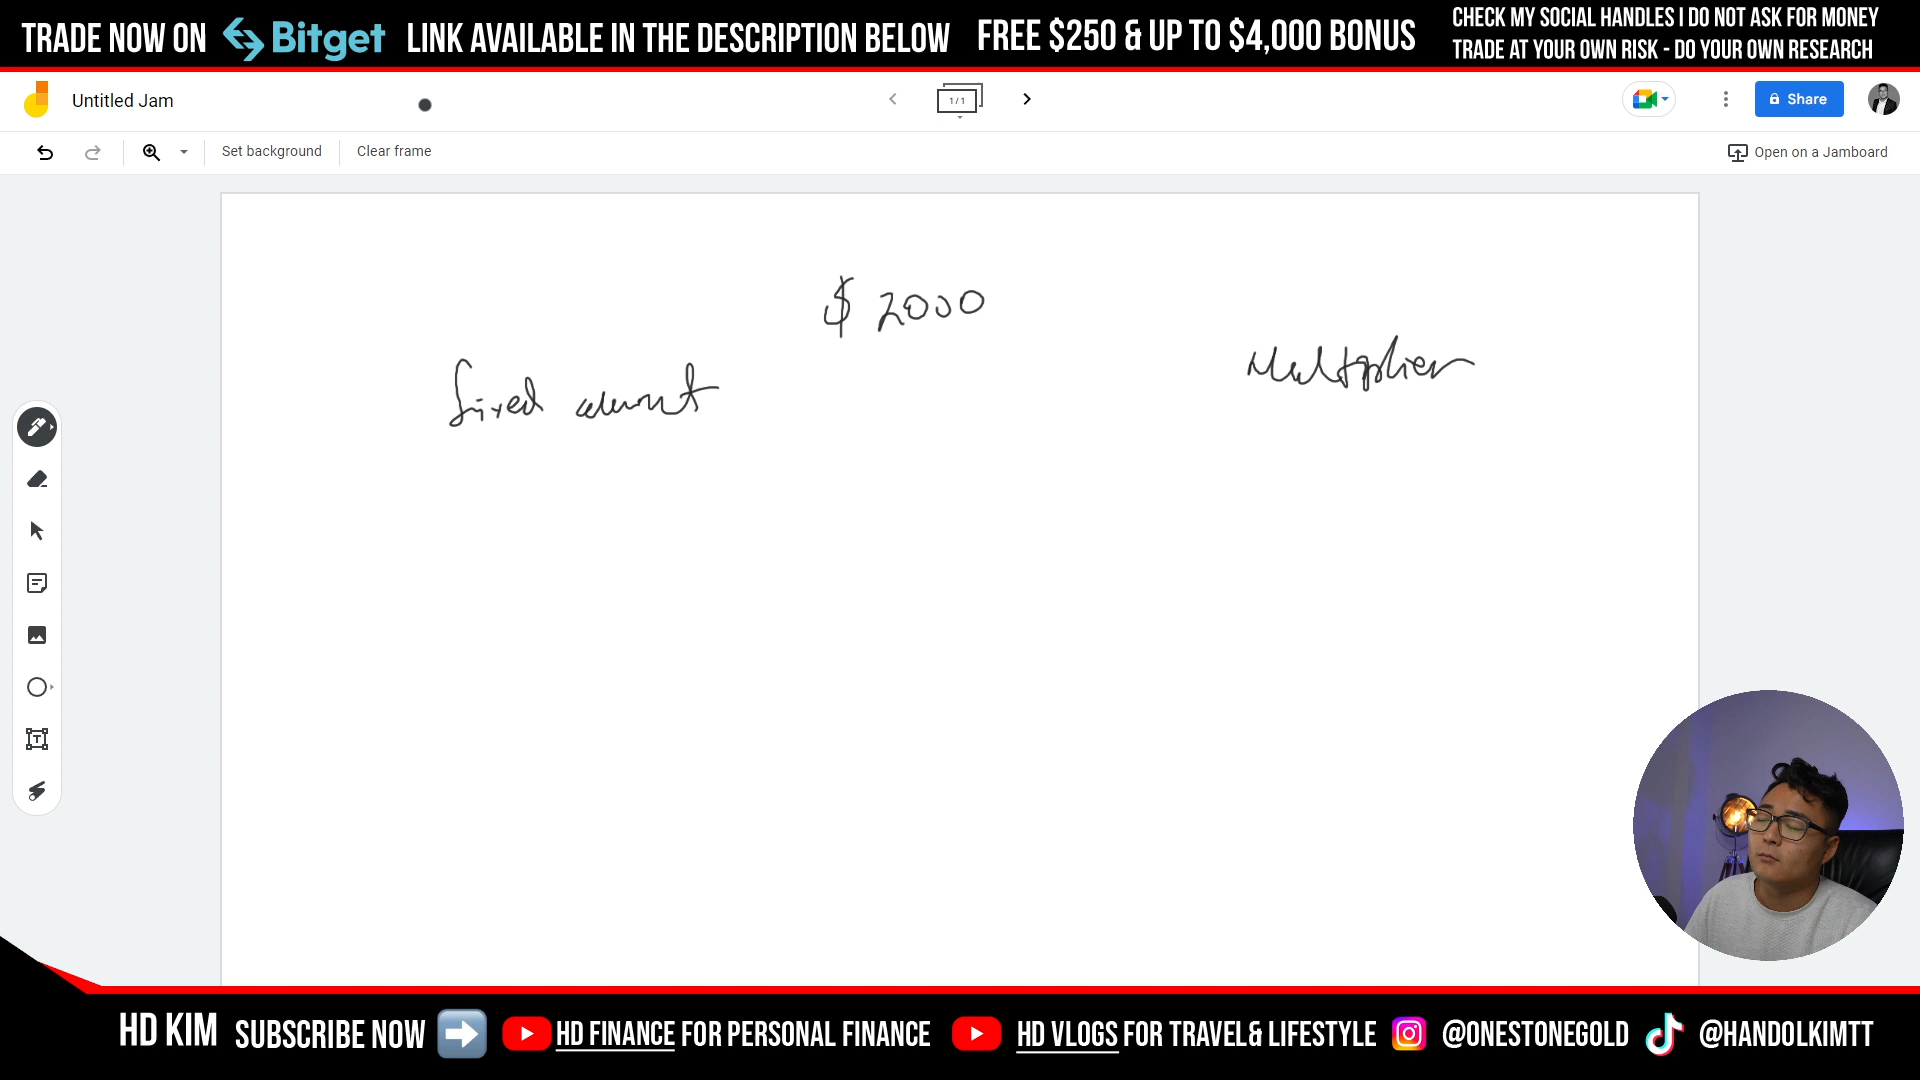 TRADE NOW ON Bitget LINK AVAILABLE IN THE DESCRIPTION BELOW FREE $250 & UP TO $4,000 BONUS
CHECK MY SOCIAL HANDLES I DO NOT ASK FOR MONEY
TRADE AT YOUR OWN RISK - DO YOUR OWN RESEARCH
Untitled Jam
1 / 1
Share
Set background
Clear frame
Open on a Jamboard
$ 2000
fixed amount
Multiplier
HD KIM SUBSCRIBE NOW HD FINANCE FOR PERSONAL FINANCE HD VLOGS FOR TRAVEL& LIFESTYLE @ONESTONEGOLD @HANDOLKIMTT